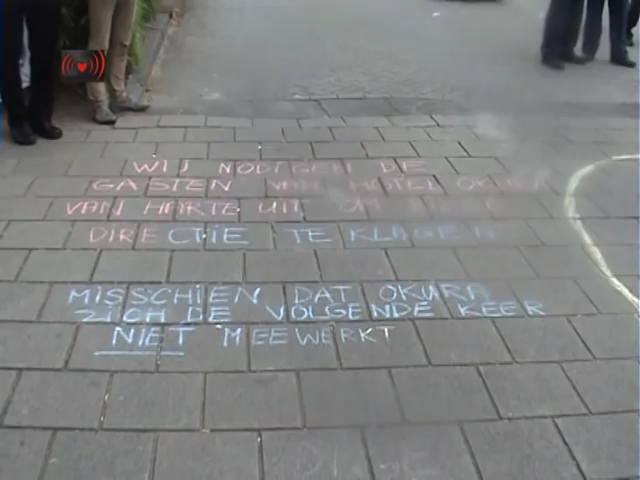 WIJ NODIGEN DE
GASTEN VAN HOTEL OKURA
VAN HARTE UIT OM
DIRECTIE TE KLAGEN
MISSCHIEN DAT OKURA
ZICH DE VOLGENDE KEER
NIET MEEWERKT